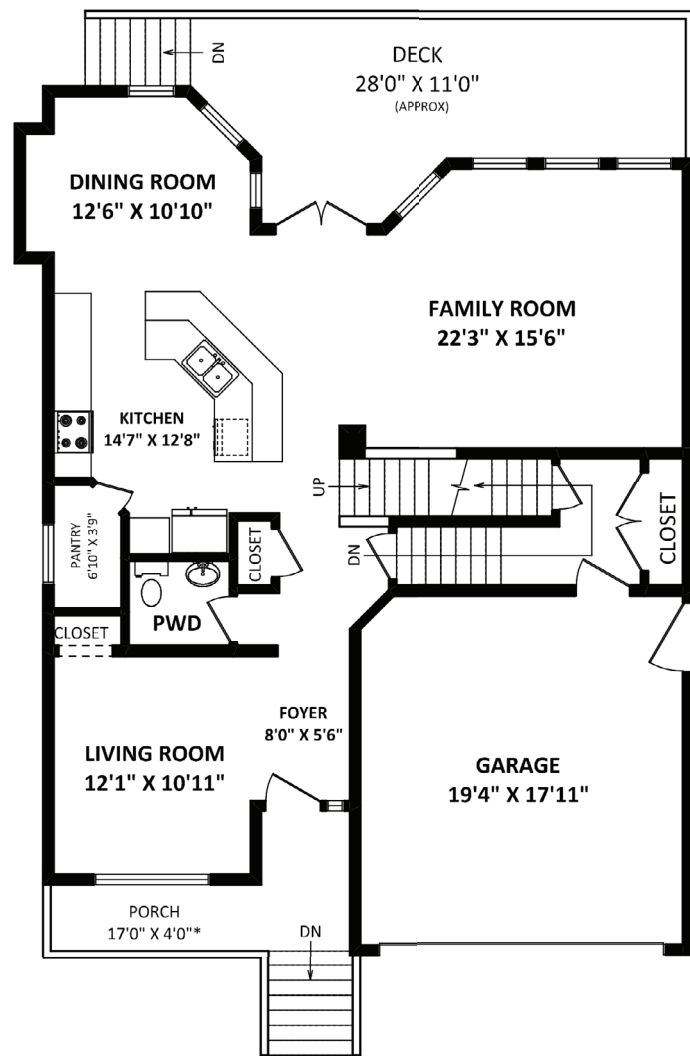 DN
DECK
28'0" X 11'0"
(APPROX)
DINING ROOM
12'6" X 10'10"
FAMILY ROOM
22'3" X 15'6"
KITCHEN
14'7" X 12'8"
UP
PANTRY
6'10" X 3'9"
CLOSET
DN
CLOSET
CLOSET
PWD
FOYER
8'0" X 5'6"
LIVING ROOM
12'1" X 10'11"
GARAGE
19'4" X 17'11"
PORCH
17'0" X 4'0"*
DN